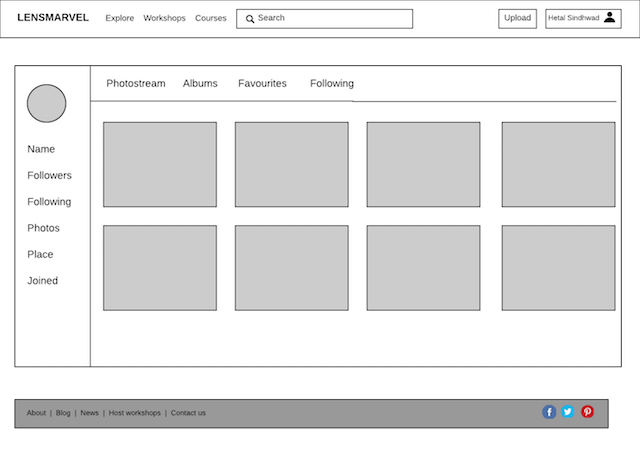 LENSMARVEL Explore Workshops Courses Search Upload Hetal Sindhwad
Photostream Albums Favourites Following
Name
Followers
Following
Photos
Place
Joined
About | Blog | News | Host workshops | Contact us